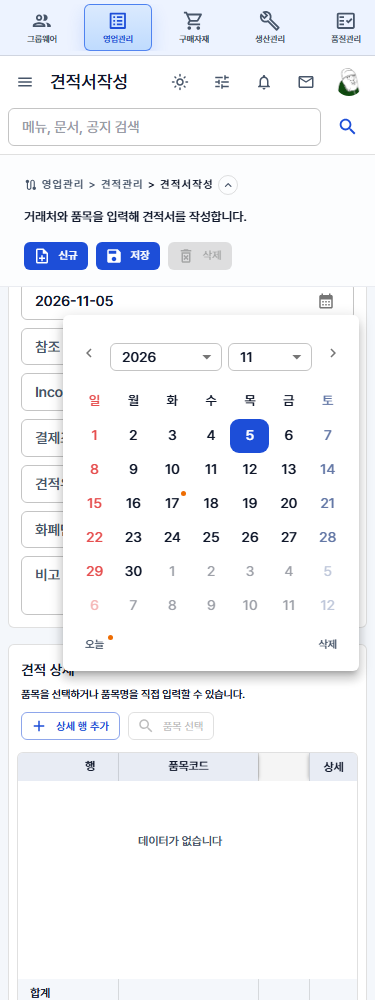 그룹웨어 영업관리 구매자재 생산관리 품질관리
견적서작성
메뉴, 문서, 공지 검색
영업관리 > 견적관리 > 견적서작성
거래처와 품목을 입력해 견적서를 작성합니다.
신규 저장 삭제
2026-11-05
참조
2026 11
일 월 화 수 목 금 토
1 2 3 4 5 6 7
8 9 10 11 12 13 14
15 16 17 18 19 20 21
22 23 24 25 26 27 28
29 30 1 2 3 4 5
6 7 8 9 10 11 12
오늘 삭제
Inco
비고
견적 상세
품목을 선택하거나 품목명을 직접 입력할 수 있습니다.
상세 행 추가 품목 선택
행 품목코드 상세
데이터가 없습니다
합계